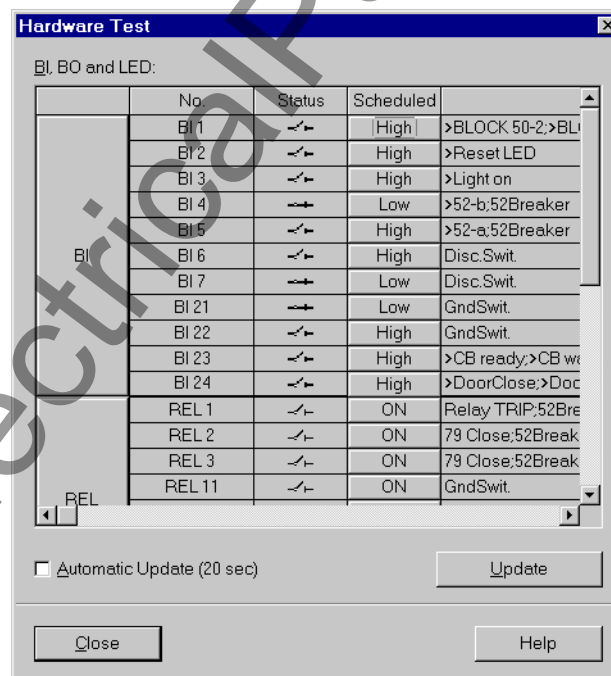 Hardware Test
BI, BO and LED:
No. Status Scheduled
BI
BI 1 High >BLOCK 50-2;>BL
BI 2 High >Reset LED
BI 3 High >Light on
BI 4 Low >52-b;52Breaker
BI 5 High >52-a;52Breaker
BI 6 High Disc.Swit.
BI 7 Low Disc.Swit.
BI 21 Low GndSwit.
BI 22 High GndSwit.
BI 23 High >CB ready;>CB wa
BI 24 High >DoorClose;>Doo
REL
REL 1 ON Relay TRIP;52Bre
REL 2 ON 79 Close;52Break
REL 3 ON 79 Close;52Break
REL 11 ON GndSwit.
Automatic Update (20 sec)
Update
Close
Help